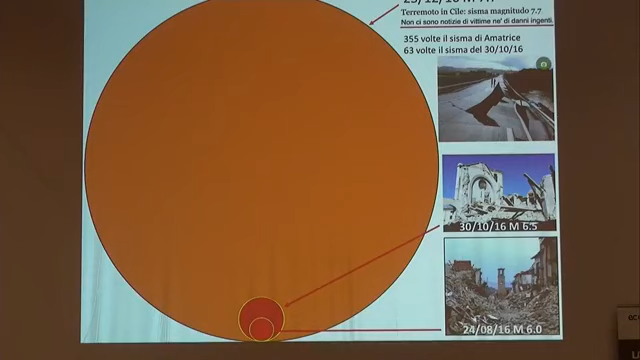 Terremoto in Cile: sisma magnitudo 7.7
Non ci sono notizie di vittime ne' di danni ingenti.
355 volte il sisma di Amatrice
63 volte il sisma del 30/10/16
30/10/16 M 6.5
24/08/16 M 6.0